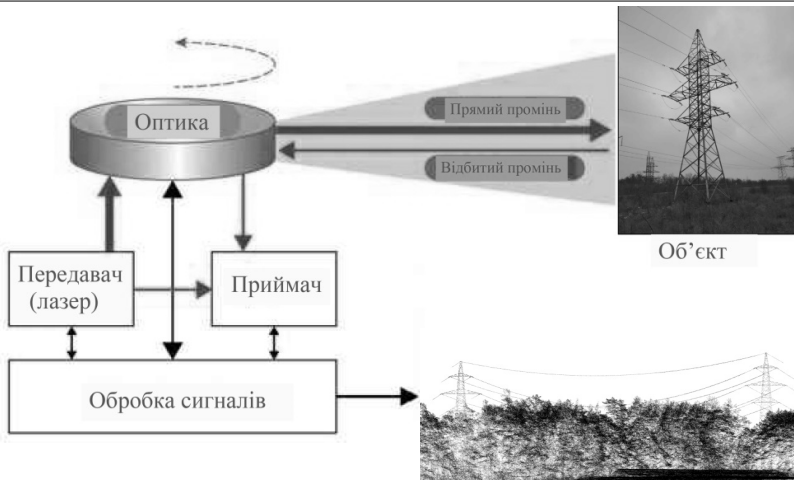 Оптика
Прямий промінь
Відбитий промінь
Об’єкт
Передавач
(лазер)
Приймач
Обробка сигналів